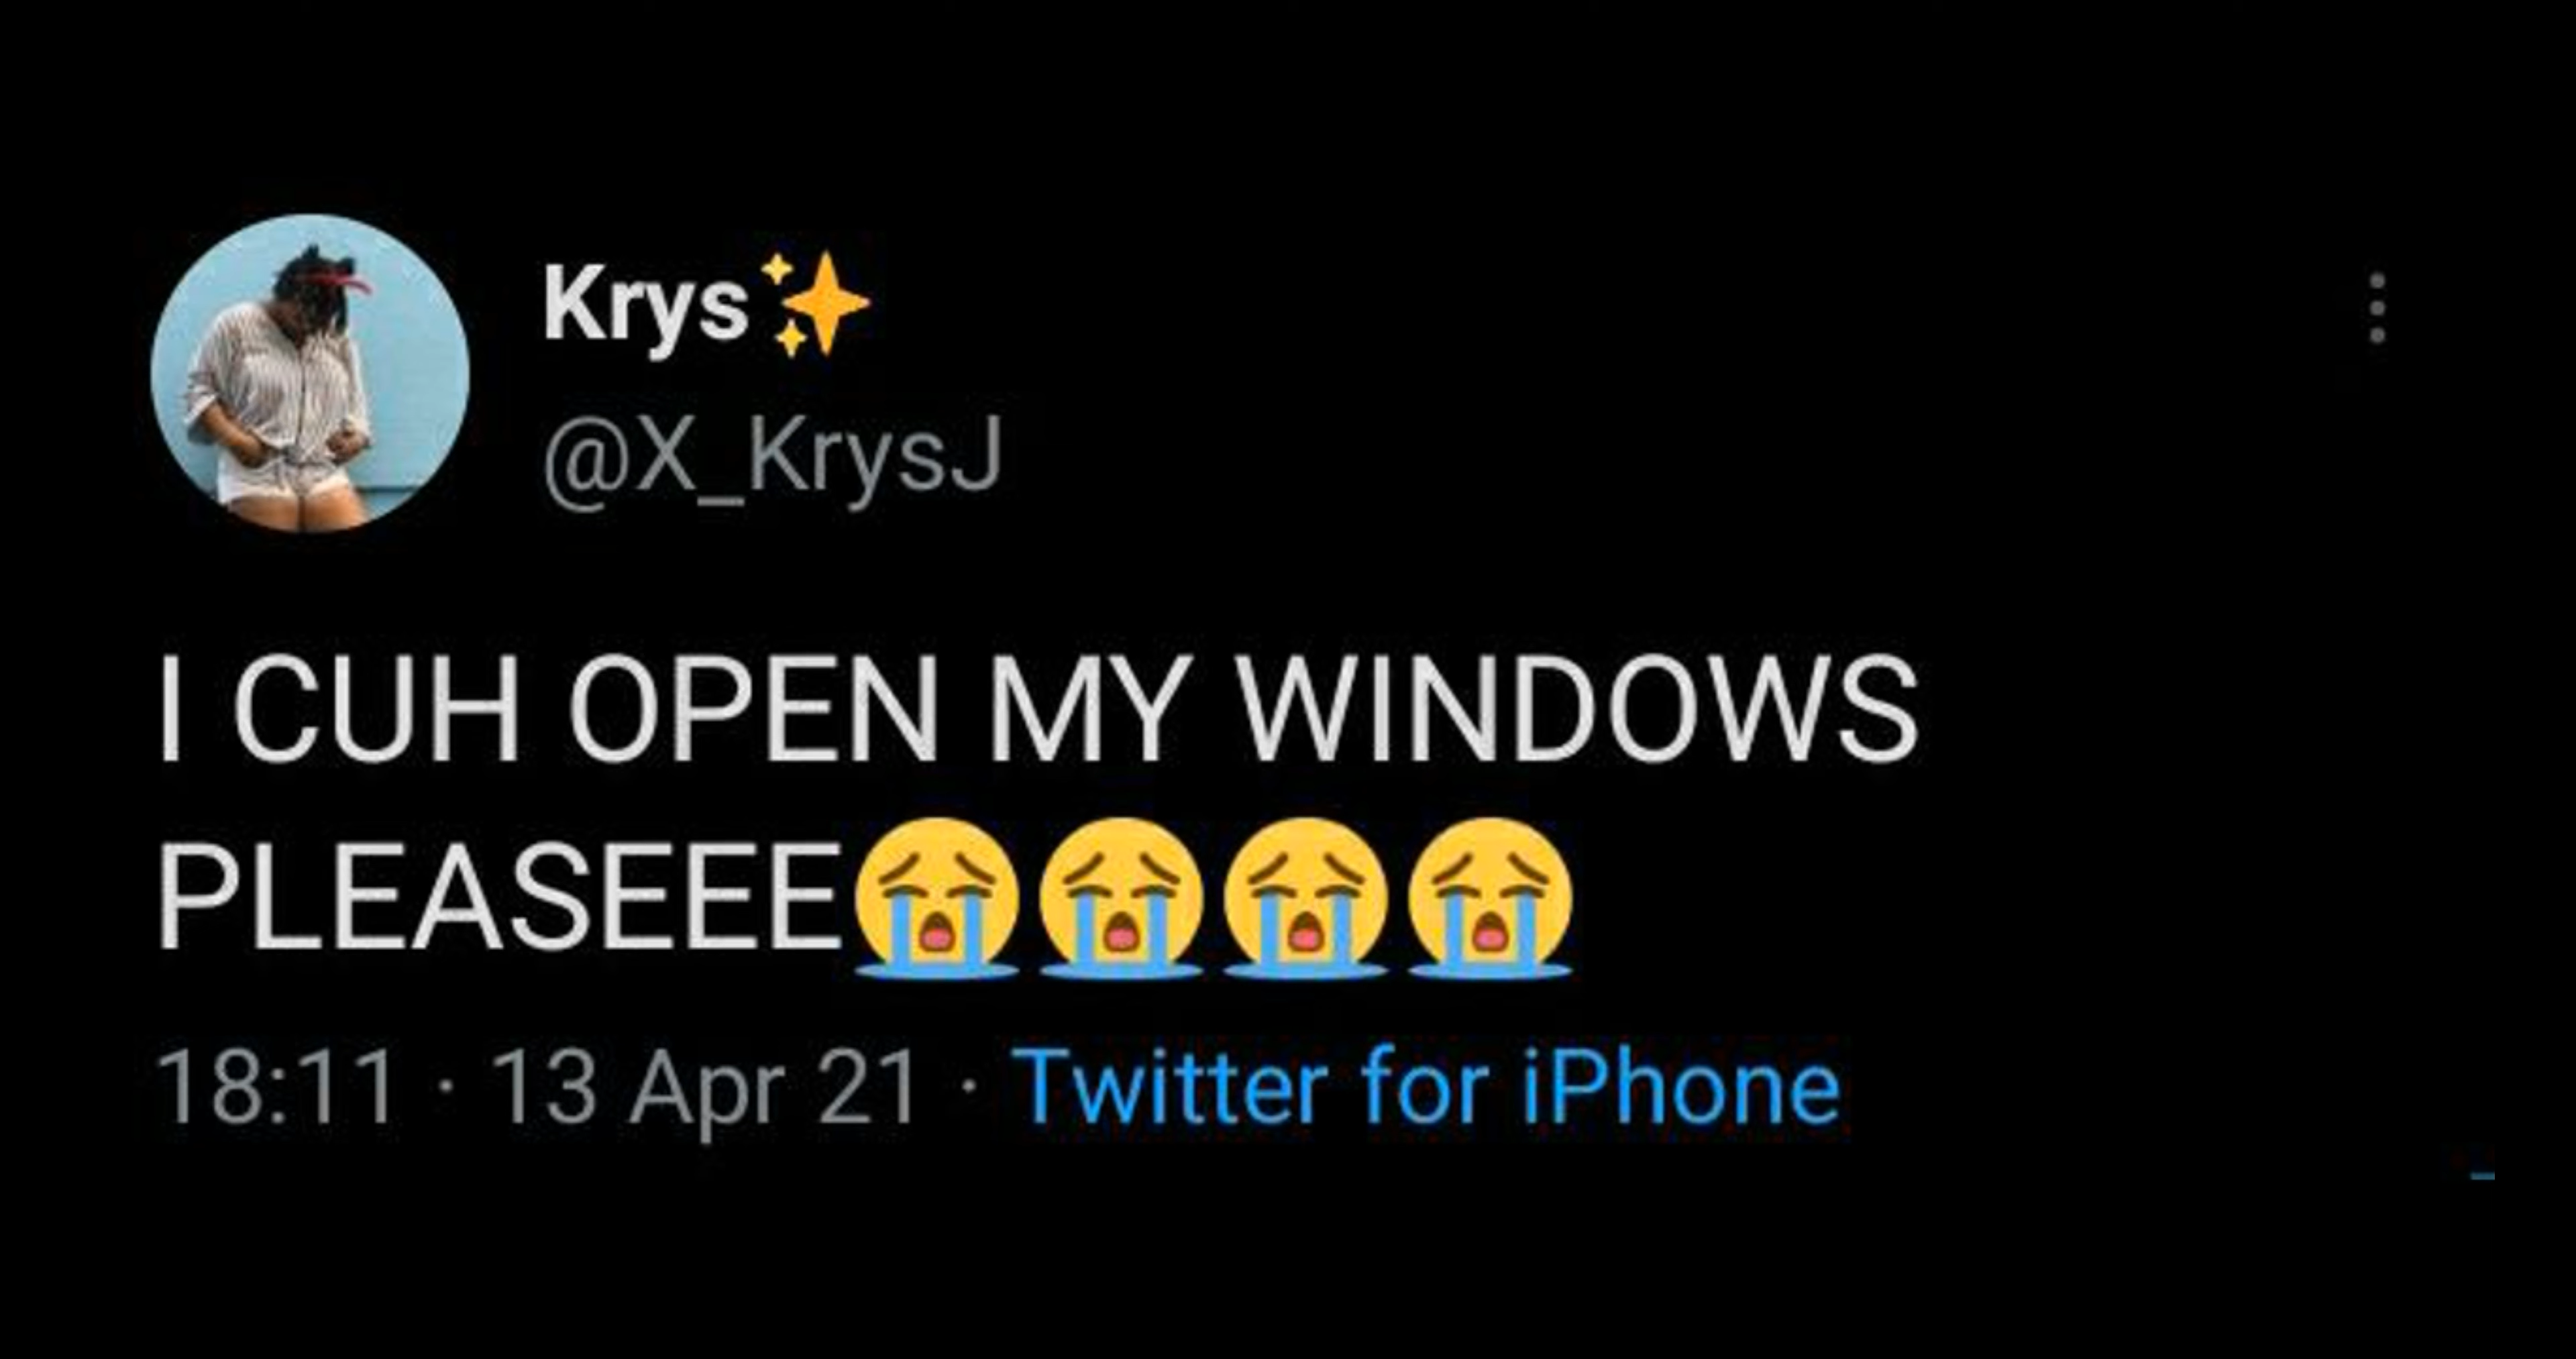 Krys✨
@X_KrysJ
I CUH OPEN MY WINDOWS
PLEASEEE😭😭😭😭
18:11 · 13 Apr 21 · Twitter for iPhone